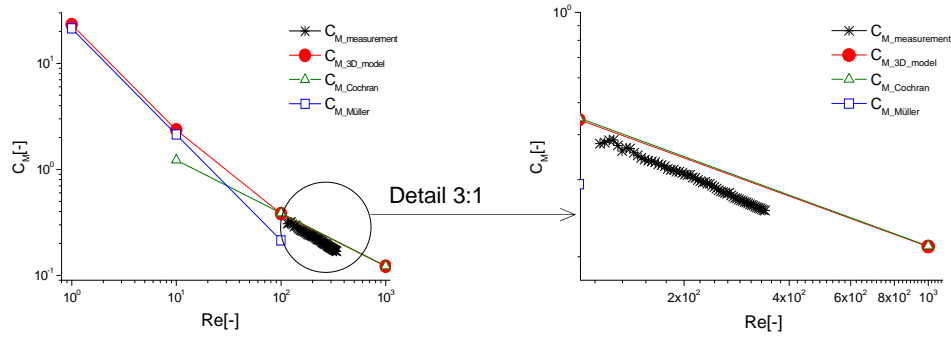 C_M[-]
10^1
10^0
10^-1
10^0
10^1
10^2
10^3
Re[-]
C_M_measurement
C_M_3D_model
C_M_Cochran
C_M_Müller
Detail 3:1
C_M[-]
10^0
2x10^2
4x10^2
6x10^2
8x10^2
10^3
Re[-]
C_M_measurement
C_M_3D_model
C_M_Cochran
C_M_Müller